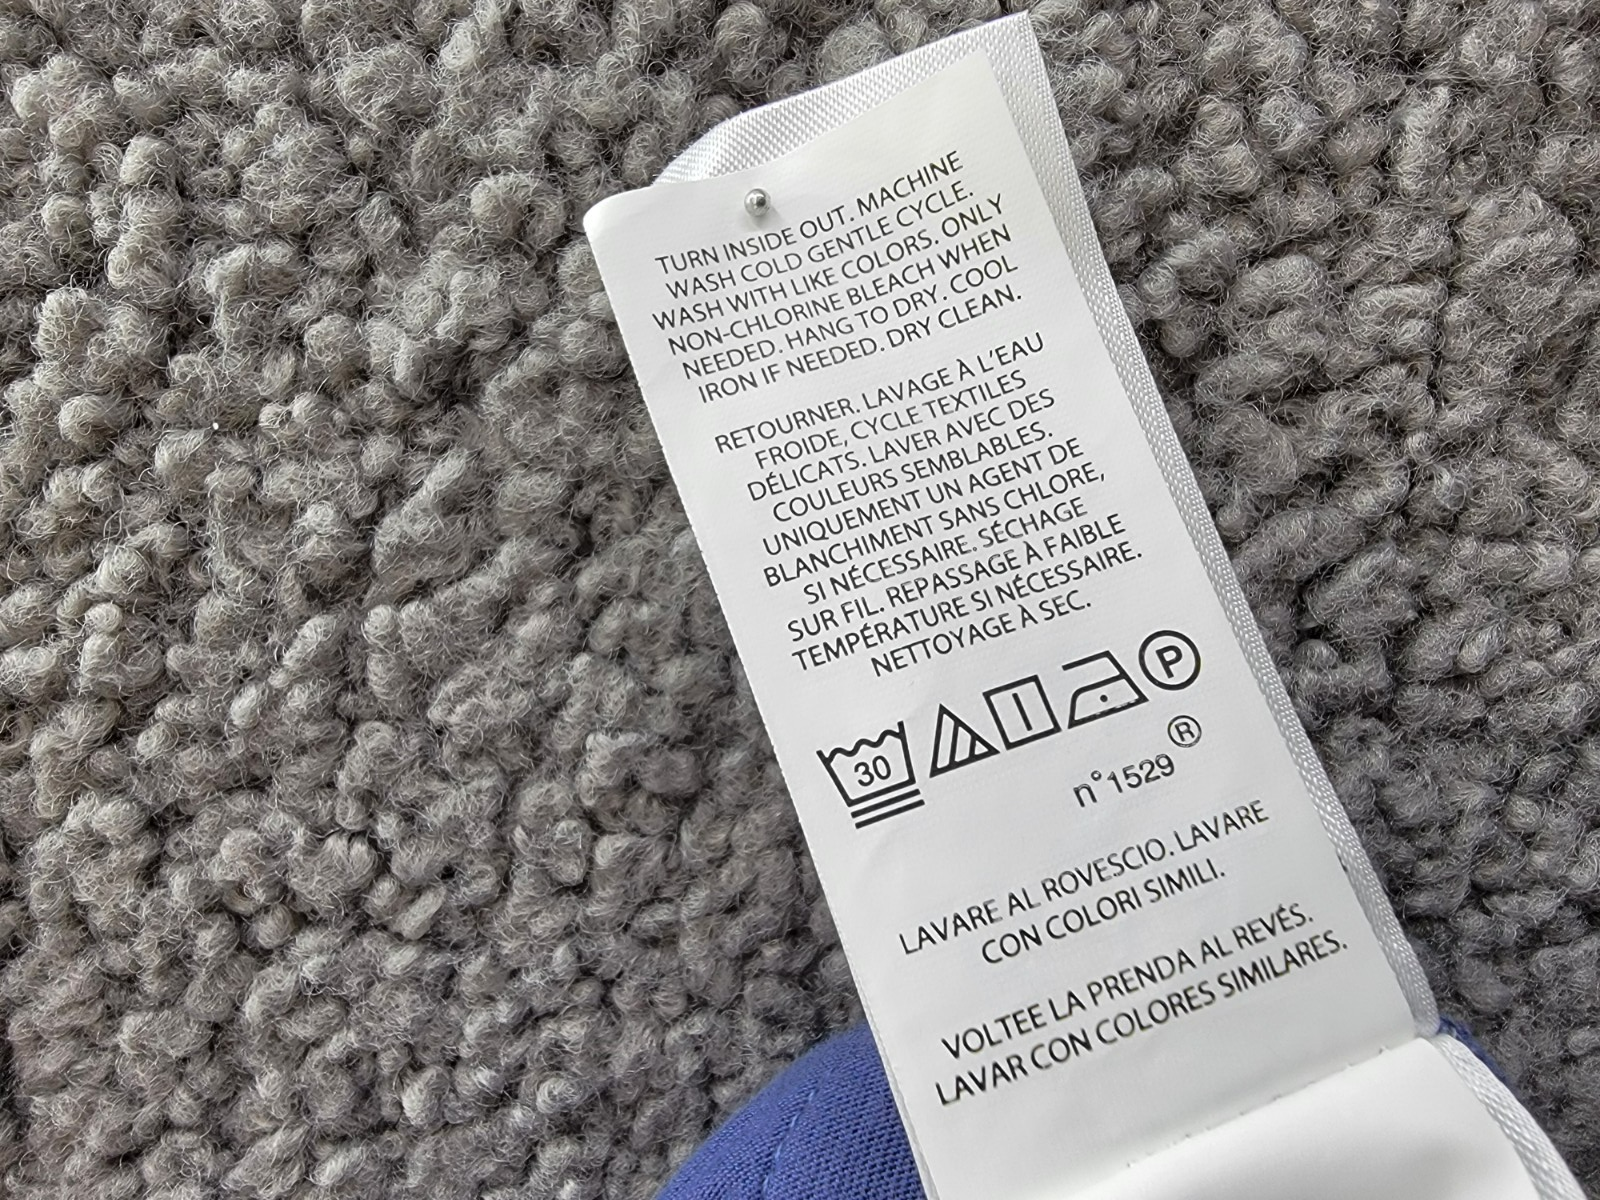 TURN INSIDE OUT. MACHINE
WASH COLD GENTLE CYCLE.
WASH WITH LIKE COLORS. ONLY
NON-CHLORINE BLEACH WHEN
NEEDED. HANG TO DRY. COOL
IRON IF NEEDED. DRY CLEAN.
RETOURNER. LAVAGE À L'EAU
FROIDE, CYCLE TEXTILES
DÉLICATS. LAVER AVEC DES
COULEURS SEMBLABLES.
UNIQUEMENT UN AGENT DE
BLANCHIMENT SANS CHLORE,
SI NÉCESSAIRE. SÉCHAGE
SUR FIL. REPASSAGE À FAIBLE
TEMPÉRATURE SI NÉCESSAIRE.
NETTOYAGE À SEC.
30 P
n°1529 ®
LAVARE AL ROVESCIO. LAVARE
CON COLORI SIMILI.
VOLTEE LA PRENDA AL REVÉS.
LAVAR CON COLORES SIMILARES.